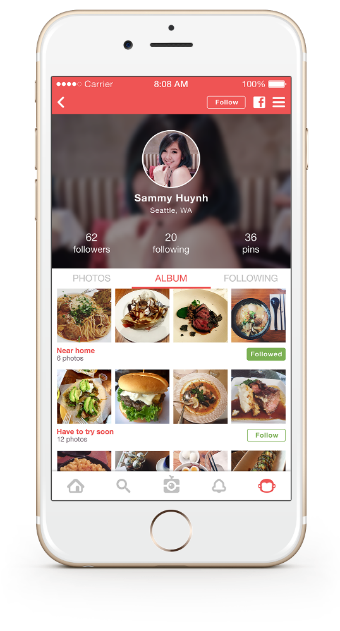 Carrier 8:08 AM 100%
Follow
Sammy Huynh
Seattle, WA
62 20 36
followers following pins
PHOTOS ALBUM FOLLOWING
Near home
6 photos
Followed
Have to try soon
12 photos
Follow